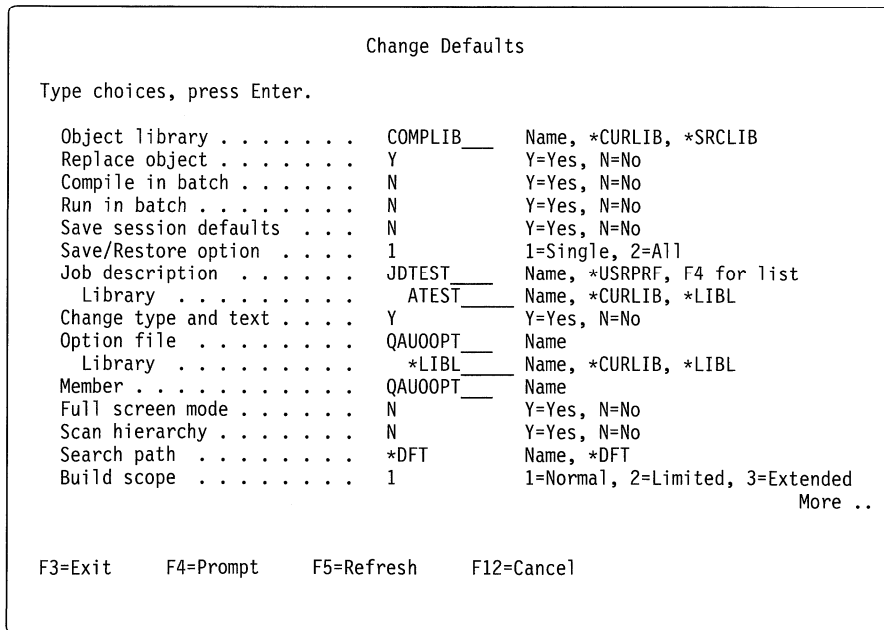 Change Defaults
Type choices, press Enter.
Object library . . . . . . . COMPLIB___ Name, *CURLIB, *SRCLIB
Replace object . . . . . . . Y Y=Yes, N=No
Compile in batch . . . . . . N Y=Yes, N=No
Run in batch . . . . . . . . N Y=Yes, N=No
Save session defaults . . . N Y=Yes, N=No
Save/Restore option . . . . 1 1=Single, 2=All
Job description . . . . . . JDTEST____ Name, *USRPRF, F4 for list
Library . . . . . . . . . ATEST_____ Name, *CURLIB, *LIBL
Change type and text . . . . Y Y=Yes, N=No
Option file . . . . . . . . QAUOOPT___ Name
Library . . . . . . . . . *LIBL_____ Name, *CURLIB, *LIBL
Member . . . . . . . . . . . QAUOOPT___ Name
Full screen mode . . . . . . N Y=Yes, N=No
Scan hierarchy . . . . . . . N Y=Yes, N=No
Search path . . . . . . . . *DFT Name, *DFT
Build scope . . . . . . . . 1 1=Normal, 2=Limited, 3=Extended
More ..
F3=Exit F4=Prompt F5=Refresh F12=Cancel